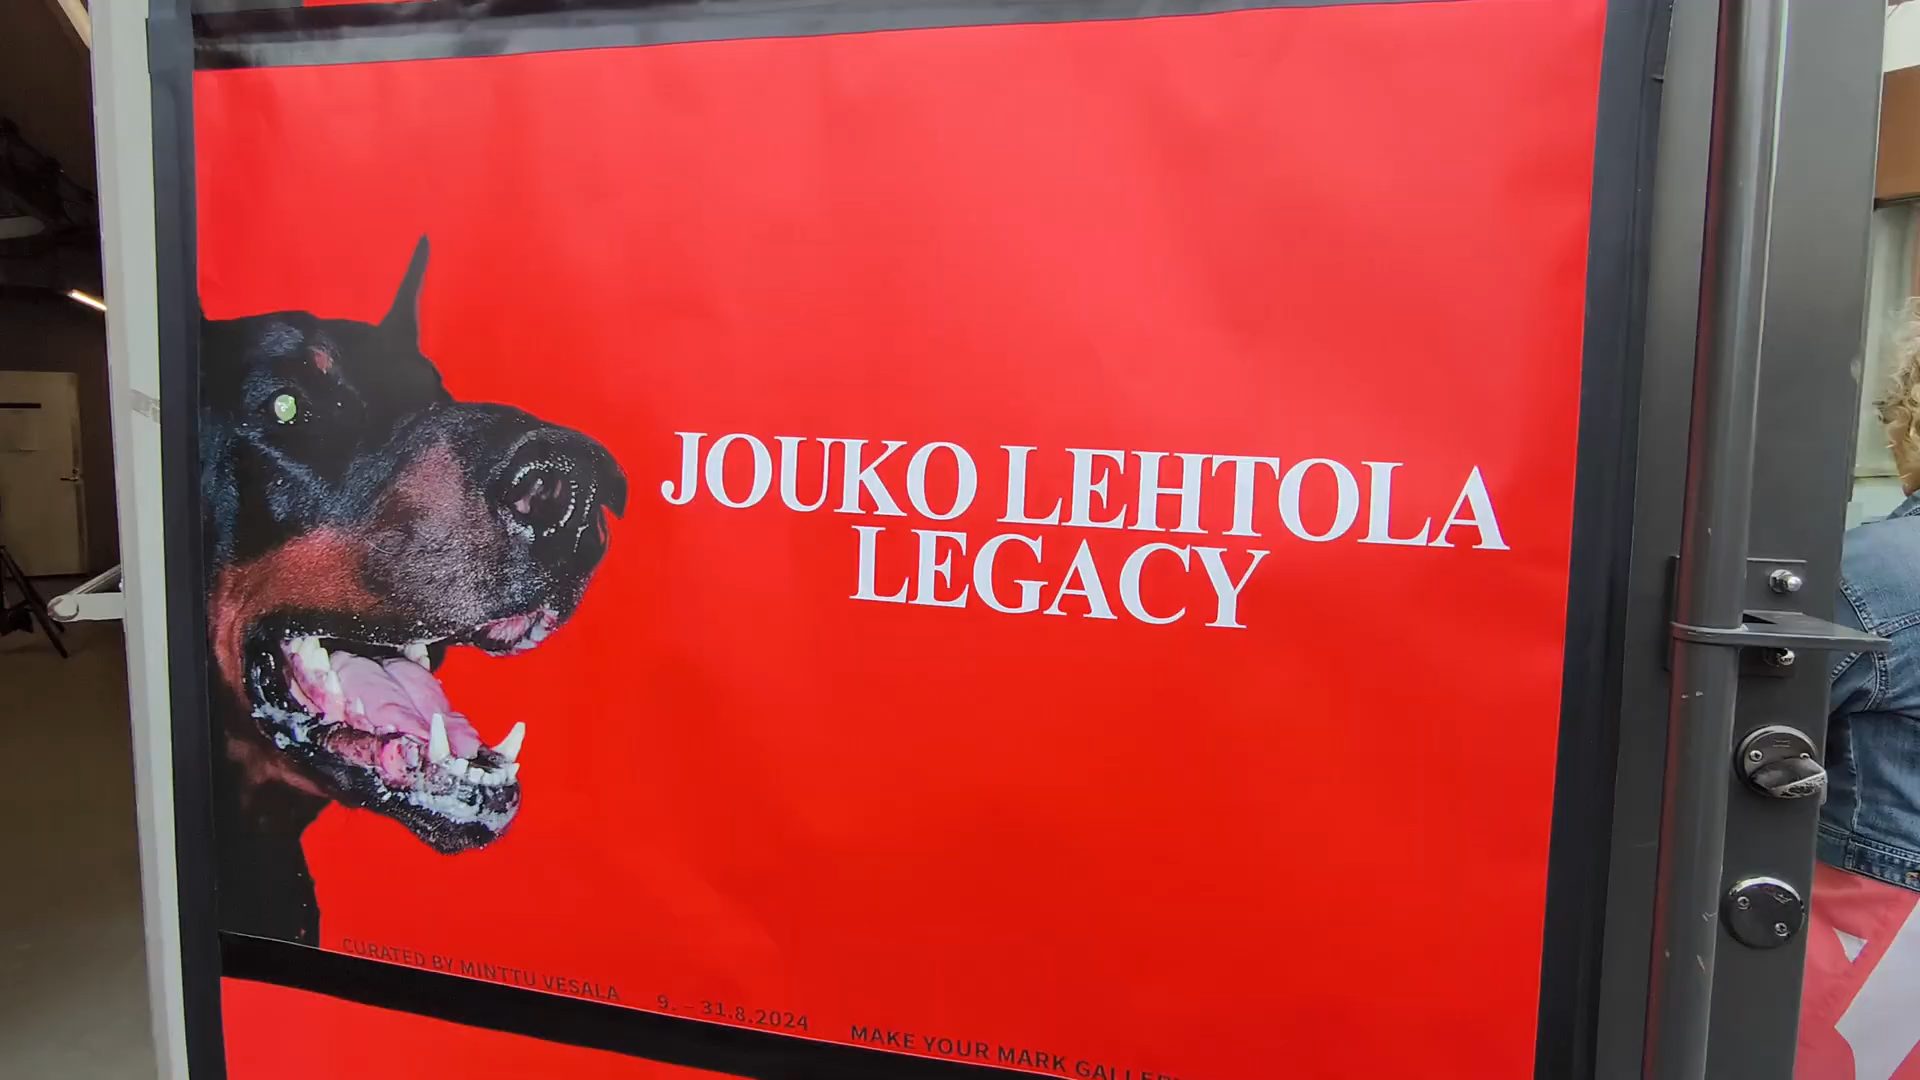 JOUKO LEHTOLA
LEGACY
CURATED BY MINTTU VESALA 9. – 31.8.2024 MAKE YOUR MARK